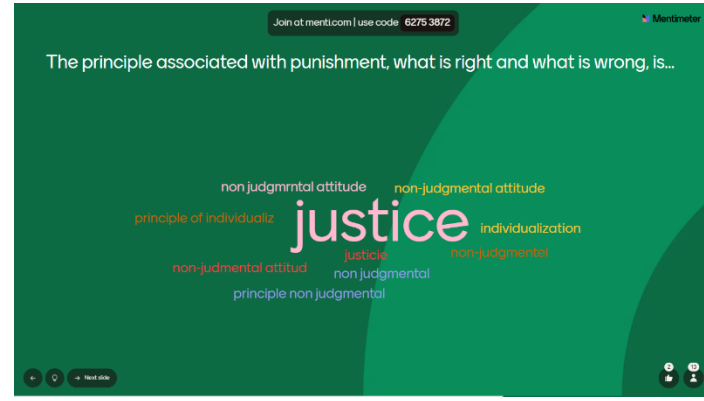 Join at menti.com | use code 6275 3872
Mentimeter
The principle associated with punishment, what is right and what is wrong, is...
non judgmrntal attitude
non-judgmental attitude
principle of individualiz
justice
individualization
justicie
non-judgmentel
non-judmental attitud
non judgmental
principle non judgmental
Next slide
2
13